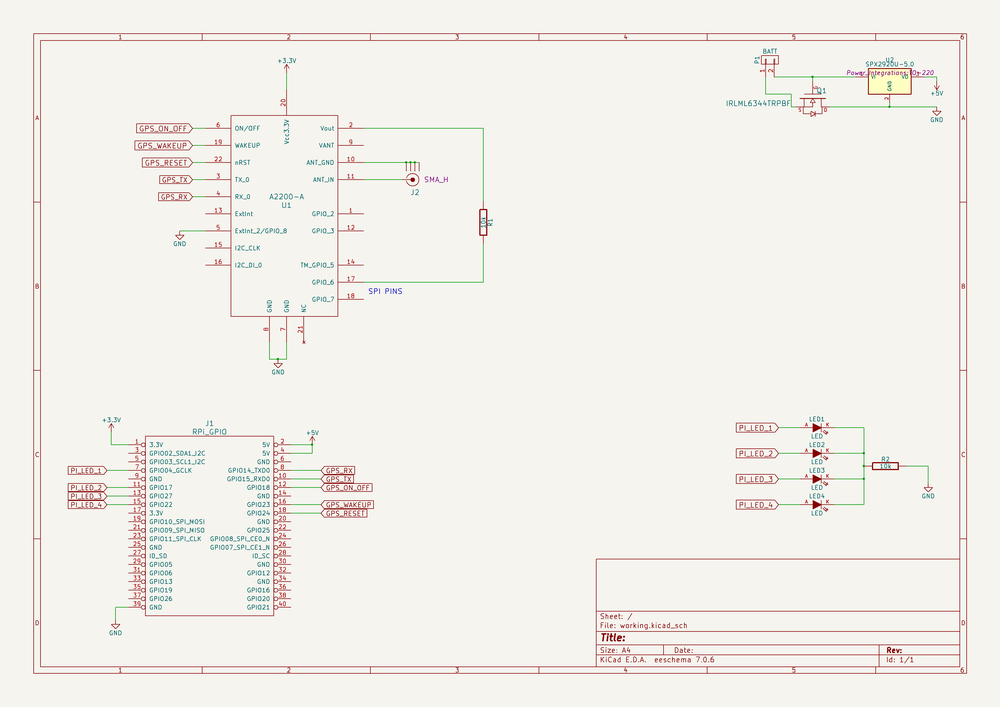 1 2 3 4 5 6
A
B
C
D
+3.3V
20
Vcc3.3V
GPS_ON_OFF 6 ON/OFF Vout 2
GPS_WAKEUP 19 WAKEUP VANT 9
GPS_RESET 22 nRST ANT_GND 10
GPS_TX 3 TX_0 ANT_IN 11 SMA_H
J2
GPS_RX 4 RX_0
A2200-A
U1
13 ExtInt GPIO_2 1
GND 5 ExtInt_2/GPIO_8 GPIO_3 12
15 I2C_CLK
16 I2C_DI_0 TM_GPIO_5 14
GPIO_6 17
GPIO_7 18
SPI PINS
10k R1
GND GND NC
8 7 21
GND
BATT
P1
1 2
IRLML6344TRPBF
Q1
G
S D
U2
SPX2920U-5.0
Power_Integrations:TO-220
VI VO
1 3
GND
2
+5V
GND
J1
RPi_GPIO
+3.3V
+5V
1 3.3V 5V 2
3 GPIO02_SDA1_I2C 5V 4
5 GPIO03_SCL1_I2C GND 6
PI_LED_1 7 GPIO04_GCLK GPIO14_TXD0 8 GPS_RX
9 GND GPIO15_RXD0 10 GPS_TX
PI_LED_2 11 GPIO17 GPIO18 12 GPS_ON_OFF
PI_LED_3 13 GPIO27 GND 14
PI_LED_4 15 GPIO22 GPIO23 16 GPS_WAKEUP
17 3.3V GPIO24 18 GPS_RESET
19 GPIO10_SPI_MOSI GND 20
21 GPIO09_SPI_MISO GPIO25 22
23 GPIO11_SPI_CLK GPIO08_SPI_CE0_N 24
25 GND GPIO07_SPI_CE1_N 26
27 ID_SD ID_SC 28
29 GPIO05 GND 30
31 GPIO06 GPIO12 32
33 GPIO13 GND 34
35 GPIO19 GPIO16 36
37 GPIO26 GPIO20 38
39 GND GPIO21 40
GND
LED1
PI_LED_1 A K
LED
LED2
PI_LED_2 A K
LED
R2
10k
LED3
PI_LED_3 A K
LED
GND
LED4
PI_LED_4 A K
LED
Sheet: /
File: working.kicad_sch
Title:
Size: A4 Date: Rev:
KiCad E.D.A. eeschema 7.0.6 Id: 1/1
A
B
C
D
1 2 3 4 5 6